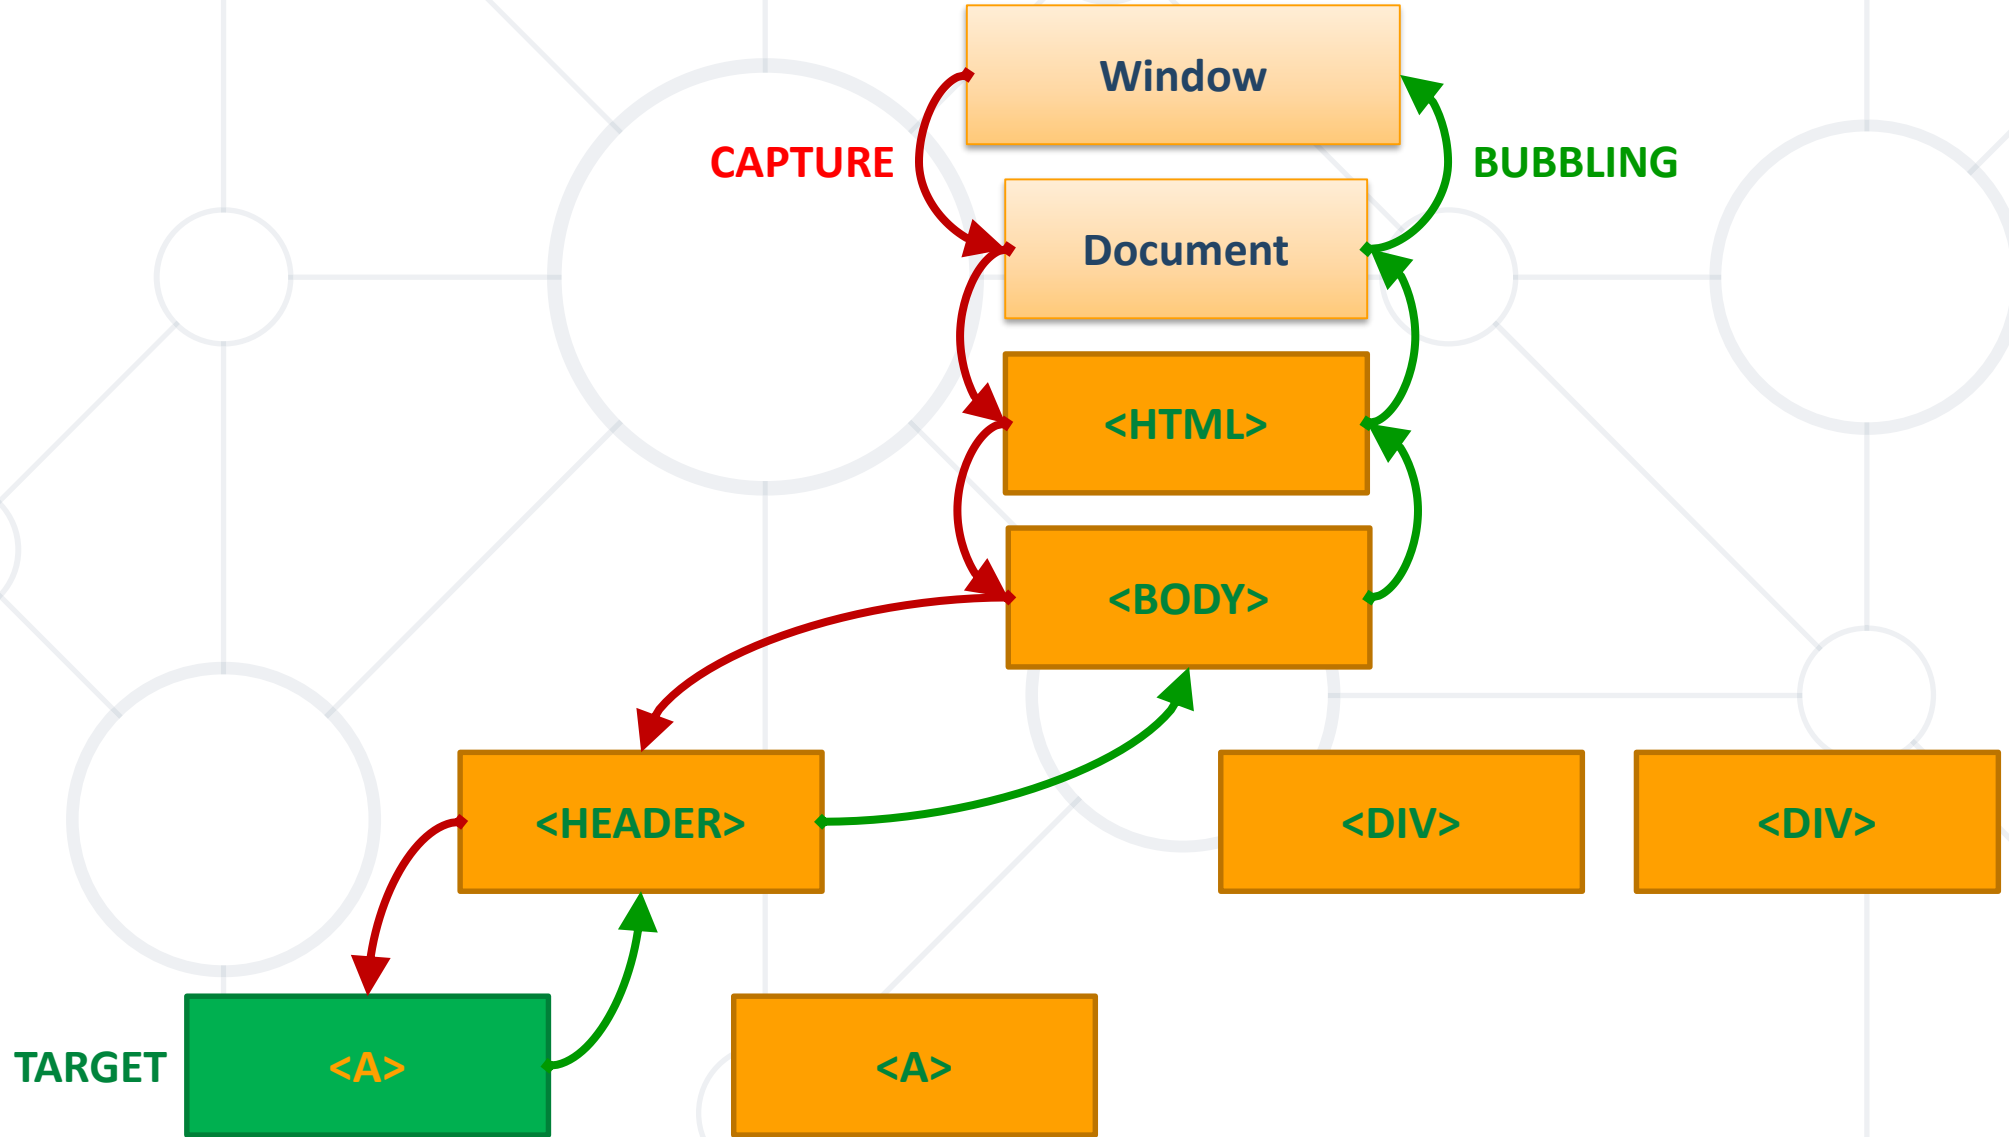 Window
CAPTURE
BUBBLING
Document
<HTML>
<BODY>
<HEADER>
<DIV>
<DIV>
TARGET
<A>
<A>